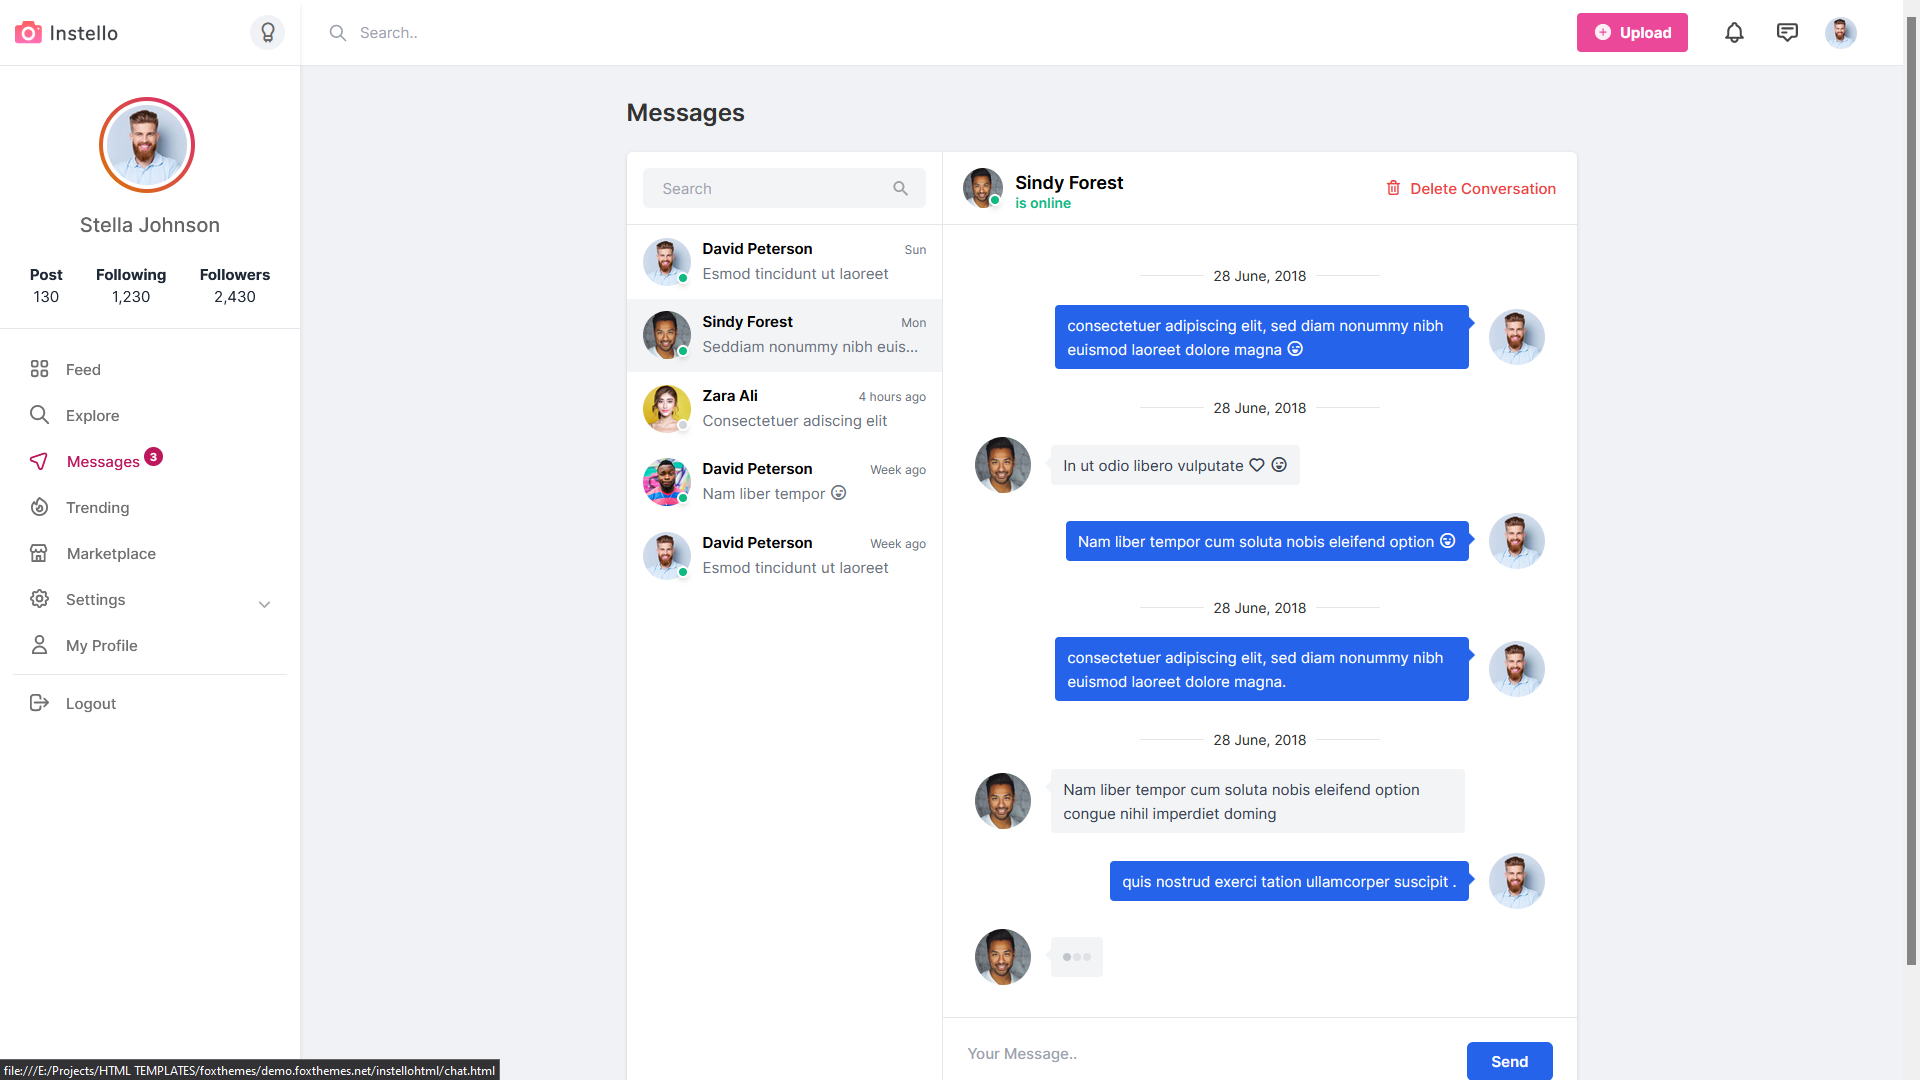 Instello
Search..
Upload
Stella Johnson
Post Following Followers
130 1,230 2,430
Feed
Explore
Messages 3
Trending
Marketplace
Settings
My Profile
Logout
Messages
Search
David Peterson Sun
Esmod tincidunt ut laoreet
Sindy Forest Mon
Seddiam nonummy nibh euis...
Zara Ali 4 hours ago
Consectetuer adiscing elit
David Peterson Week ago
Nam liber tempor
David Peterson Week ago
Esmod tincidunt ut laoreet
Sindy Forest
is online
Delete Conversation
28 June, 2018
consectetuer adipiscing elit, sed diam nonummy nibh
euismod laoreet dolore magna
28 June, 2018
In ut odio libero vulputate
Nam liber tempor cum soluta nobis eleifend option
28 June, 2018
consectetuer adipiscing elit, sed diam nonummy nibh
euismod laoreet dolore magna.
28 June, 2018
Nam liber tempor cum soluta nobis eleifend option
congue nihil imperdiet doming
quis nostrud exerci tation ullamcorper suscipit .
Your Message..
Send
file:///E:/Projects/HTML TEMPLATES/foxthemes/demo.foxthemes.net/instellohtml/chat.html